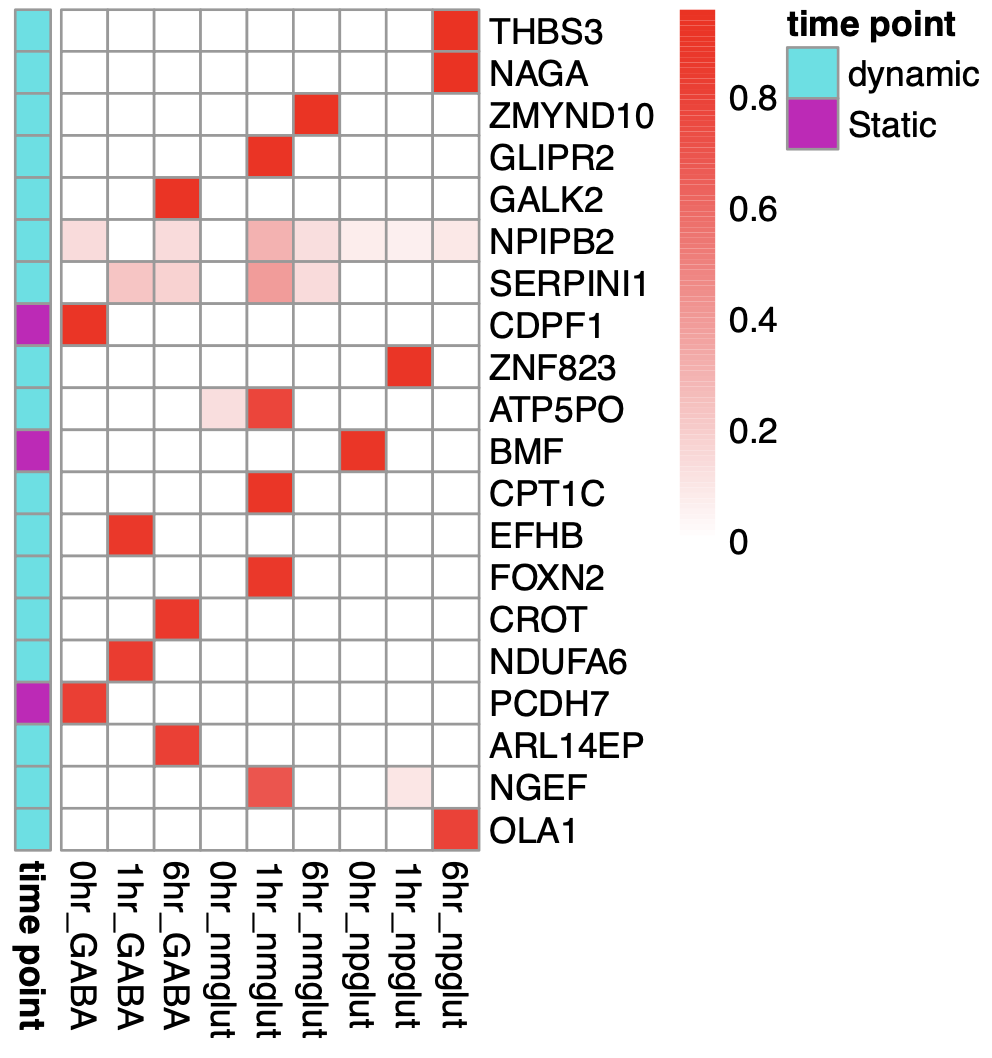 THBS3
NAGA
ZMYND10
GLIPR2
GALK2
NPIPB2
SERPINI1
CDPF1
ZNF823
ATP5PO
BMF
CPT1C
EFHB
FOXN2
CROT
NDUFA6
PCDH7
ARL14EP
NGEF
OLA1
time point
0hr_GABA
1hr_GABA
6hr_GABA
0hr_nmglut
1hr_nmglut
6hr_nmglut
0hr_npglut
1hr_npglut
6hr_npglut
0.8
0.6
0.4
0.2
0
time point
dynamic
Static